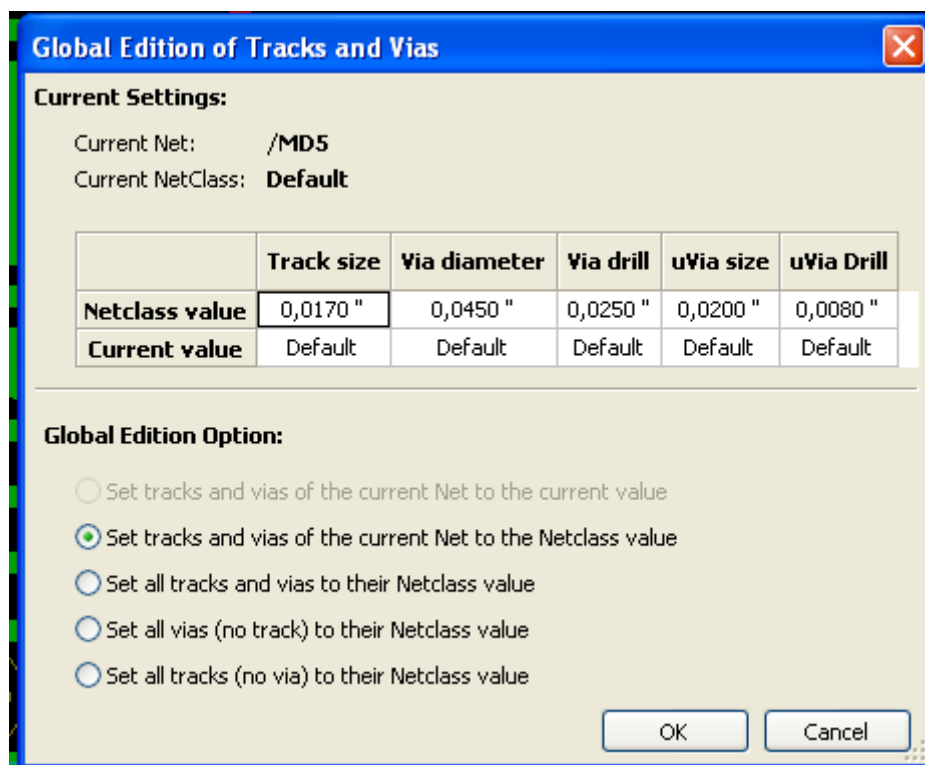 Global Edition of Tracks and Vias
Current Settings:
Current Net: /MD5
Current NetClass: Default
Track size Via diameter Via drill uVia size uVia Drill
Netclass value 0,0170 " 0,0450 " 0,0250 " 0,0200 " 0,0080 "
Current value Default Default Default Default Default
Global Edition Option:
Set tracks and vias of the current Net to the current value
Set tracks and vias of the current Net to the Netclass value
Set all tracks and vias to their Netclass value
Set all vias (no track) to their Netclass value
Set all tracks (no via) to their Netclass value
OK Cancel